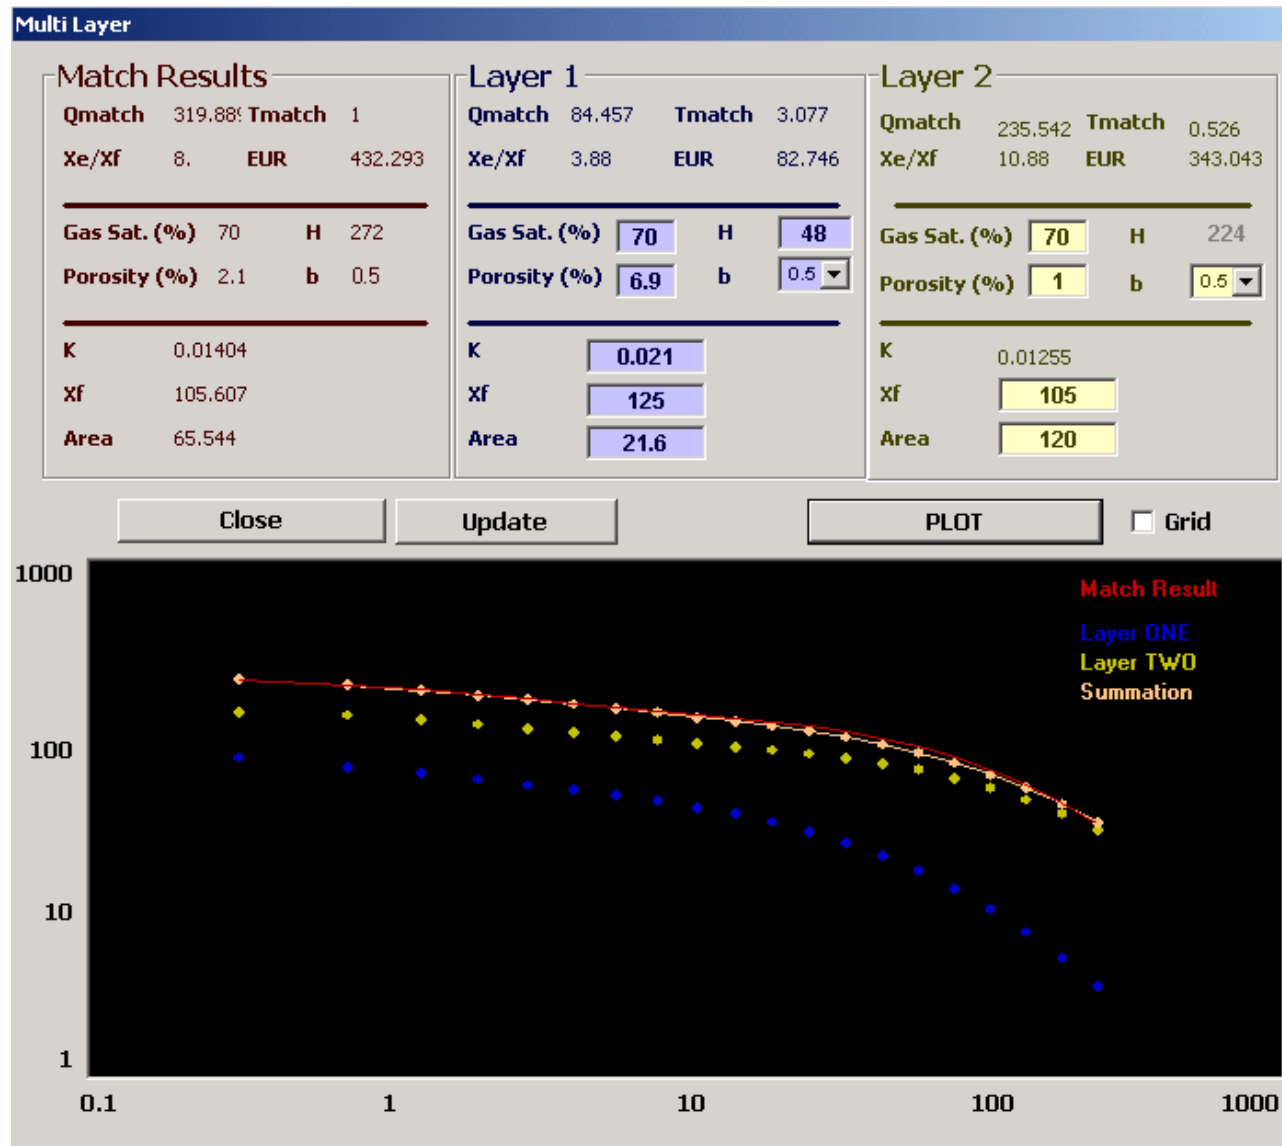 Multi Layer
Match Results
Qmatch 319.889 Tmatch 1
Xe/Xf 8. EUR 432.293
Gas Sat. (%) 70 H 272
Porosity (%) 2.1 b 0.5
K 0.01404
Xf 105.607
Area 65.544
Layer 1
Qmatch 84.457 Tmatch 3.077
Xe/Xf 3.88 EUR 82.746
Gas Sat. (%) 70 H 48
Porosity (%) 6.9 b 0.5
K 0.021
Xf 125
Area 21.6
Layer 2
Qmatch 235.542 Tmatch 0.526
Xe/Xf 10.88 EUR 343.043
Gas Sat. (%) 70 H 224
Porosity (%) 1 b 0.5
K 0.01255
Xf 105
Area 120
Close Update PLOT Grid
1000
100
10
1
Match Result
Layer ONE
Layer TWO
Summation
0.1 1 10 100 1000